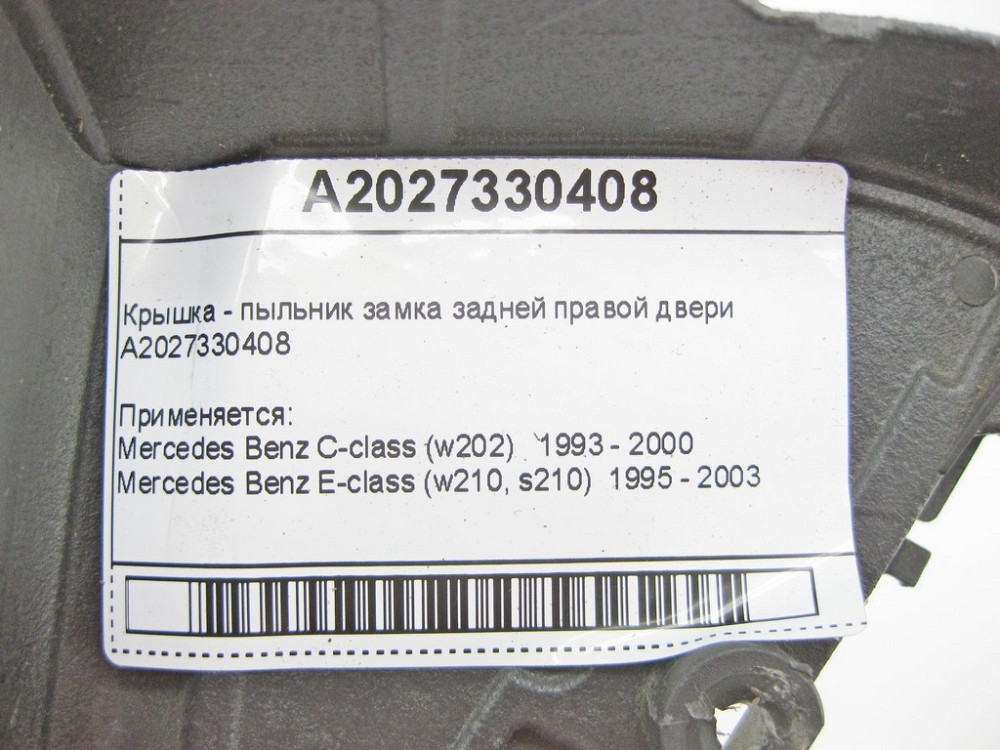 A2027330408
Крышка - пыльник замка задней правой двери
A2027330408
Применяется:
Mercedes Benz C-class (w202) 1993 - 2000
Mercedes Benz E-class (w210, s210) 1995 - 2003